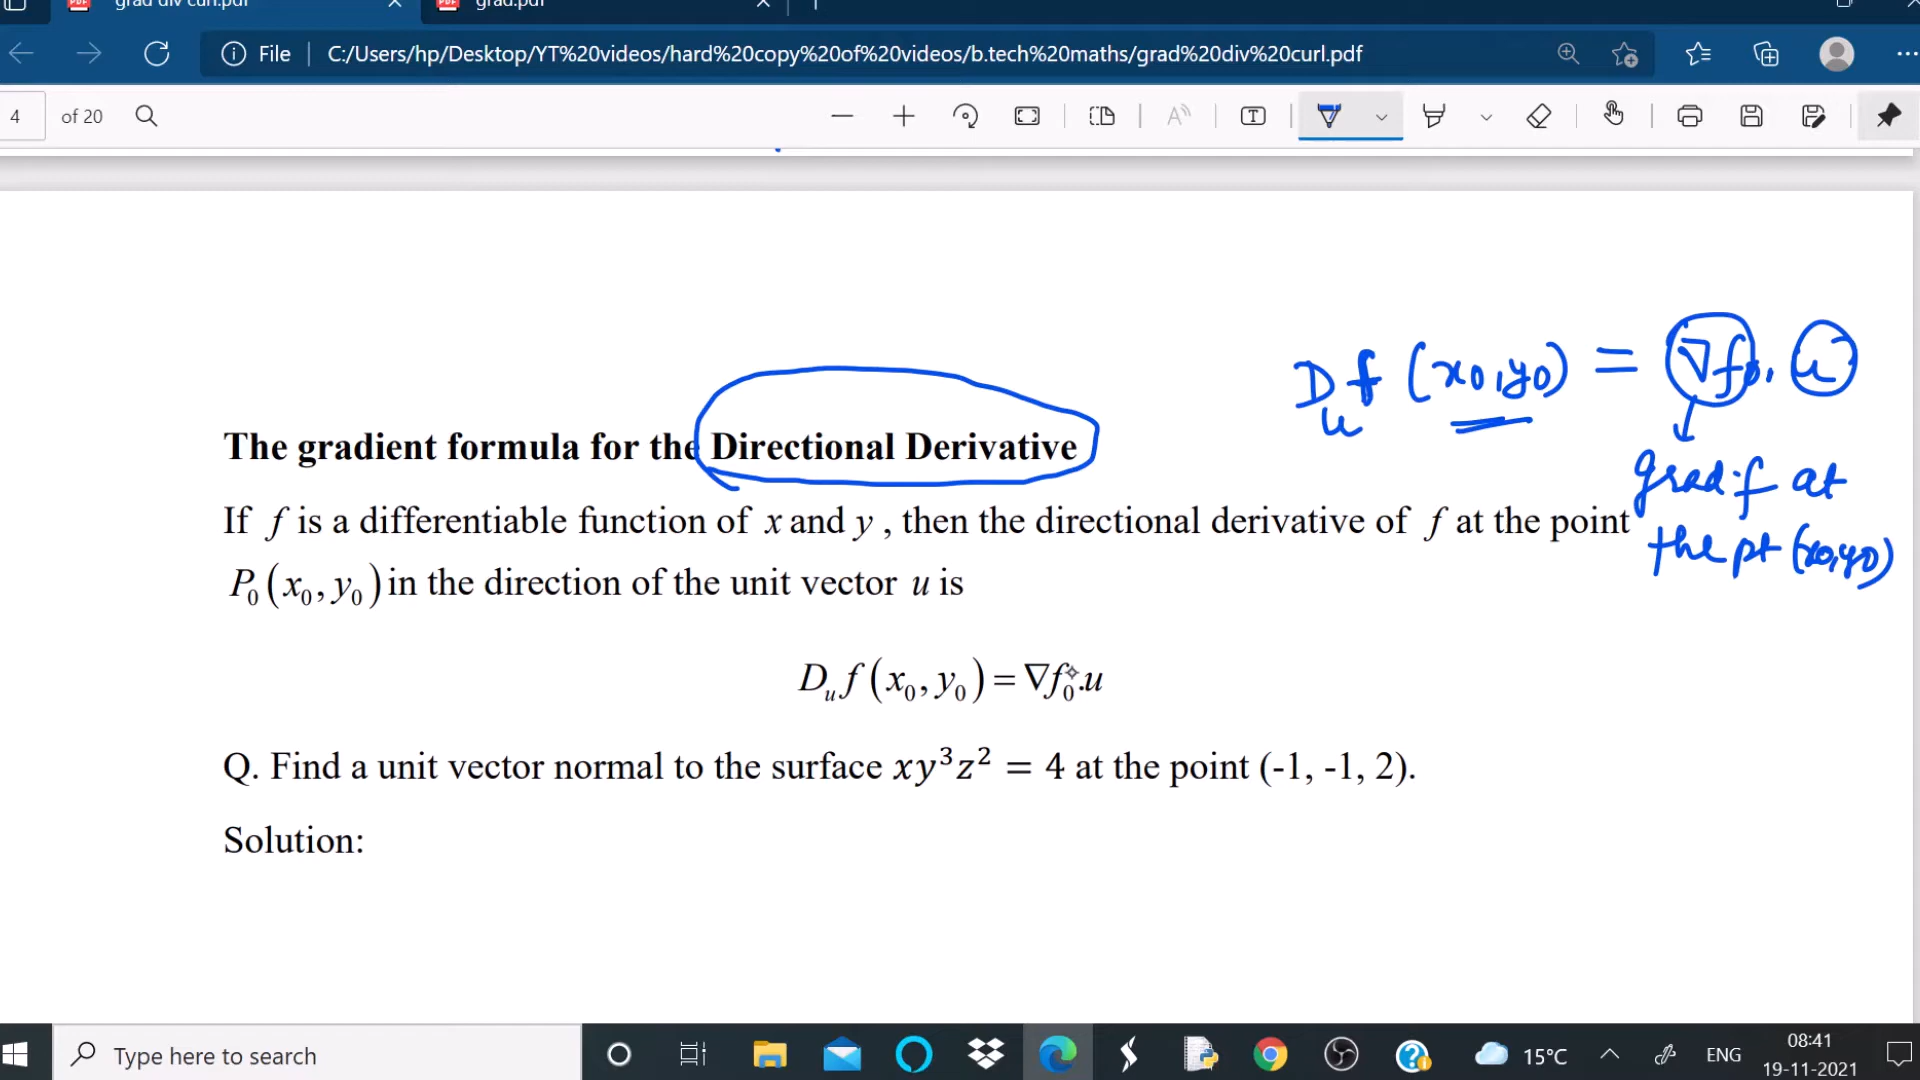 grad div curl.pdf
grad.pdf
File
C:/Users/hp/Desktop/YT%20videos/hard%20copy%20of%20videos/b.tech%20maths/grad%20div%20curl.pdf
4 of 20
D_u f (x0, y0) = ∇f0 . u
grad·f at
the pt (x0, y0)
The gradient formula for the Directional Derivative
If f is a differentiable function of x and y , then the directional derivative of f at the point
P₀(x₀, y₀) in the direction of the unit vector u is
Dᵤf(x₀, y₀) = ∇f₀.u
Q. Find a unit vector normal to the surface xy³z² = 4 at the point (-1, -1, 2).
Solution:
Type here to search
15°C
ENG
08:41
19-11-2021